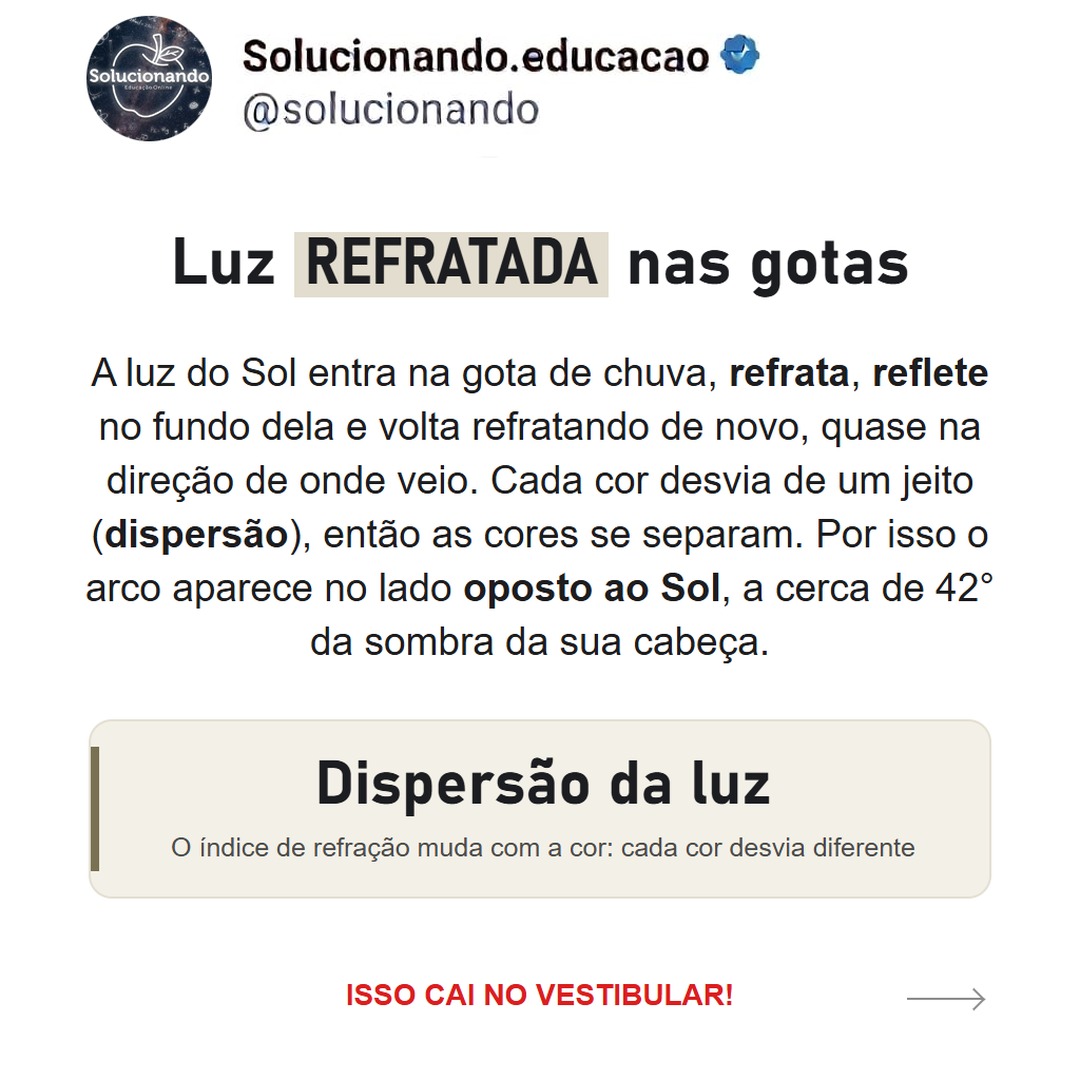 Solucionando
Educação Online
Solucionando.educacao
@solucionando
Luz REFRATADA nas gotas
A luz do Sol entra na gota de chuva, refrata, reflete
no fundo dela e volta refratando de novo, quase na
direção de onde veio. Cada cor desvia de um jeito
(dispersão), então as cores se separam. Por isso o
arco aparece no lado oposto ao Sol, a cerca de 42°
da sombra da sua cabeça.
Dispersão da luz
O índice de refração muda com a cor: cada cor desvia diferente
ISSO CAI NO VESTIBULAR!